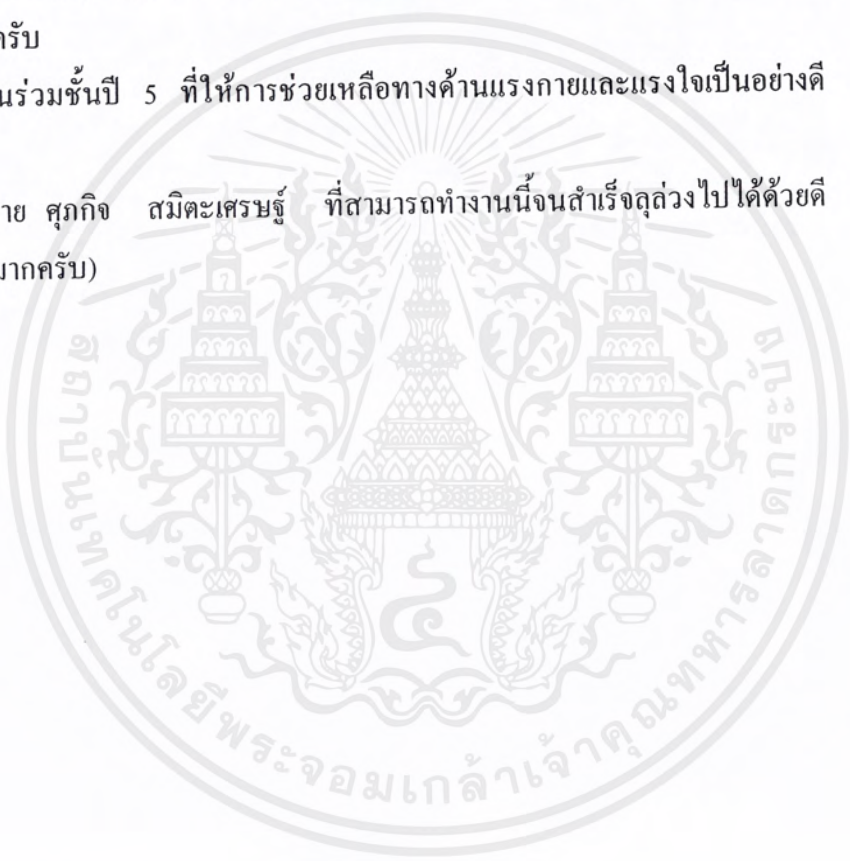 ครับ
นร่วมชั้นปี 5 ที่ให้การช่วยเหลือทางด้านแรงกายและแรงใจเป็นอย่างดี
าย ศุภกิจ สมิตะเศรษฐ์ ที่สามารถทำงานนี้จนสำเร็จลุล่วงไปได้ด้วยดี
มากครับ)
สถาบันเทคโนโลยีพระจอมเกล้าเจ้าคุณทหารลาดกระบัง